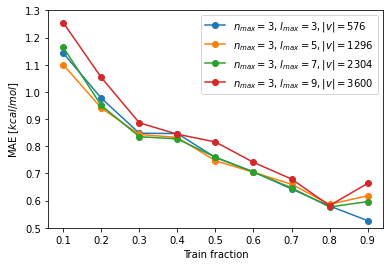 1.3
1.2
1.1
1.0
0.9
0.8
0.7
0.6
0.5
MAE [kcal/mol]
n_max = 3, l_max = 3, |v| = 576
n_max = 3, l_max = 5, |v| = 1296
n_max = 3, l_max = 7, |v| = 2304
n_max = 3, l_max = 9, |v| = 3600
0.1 0.2 0.3 0.4 0.5 0.6 0.7 0.8 0.9
Train fraction